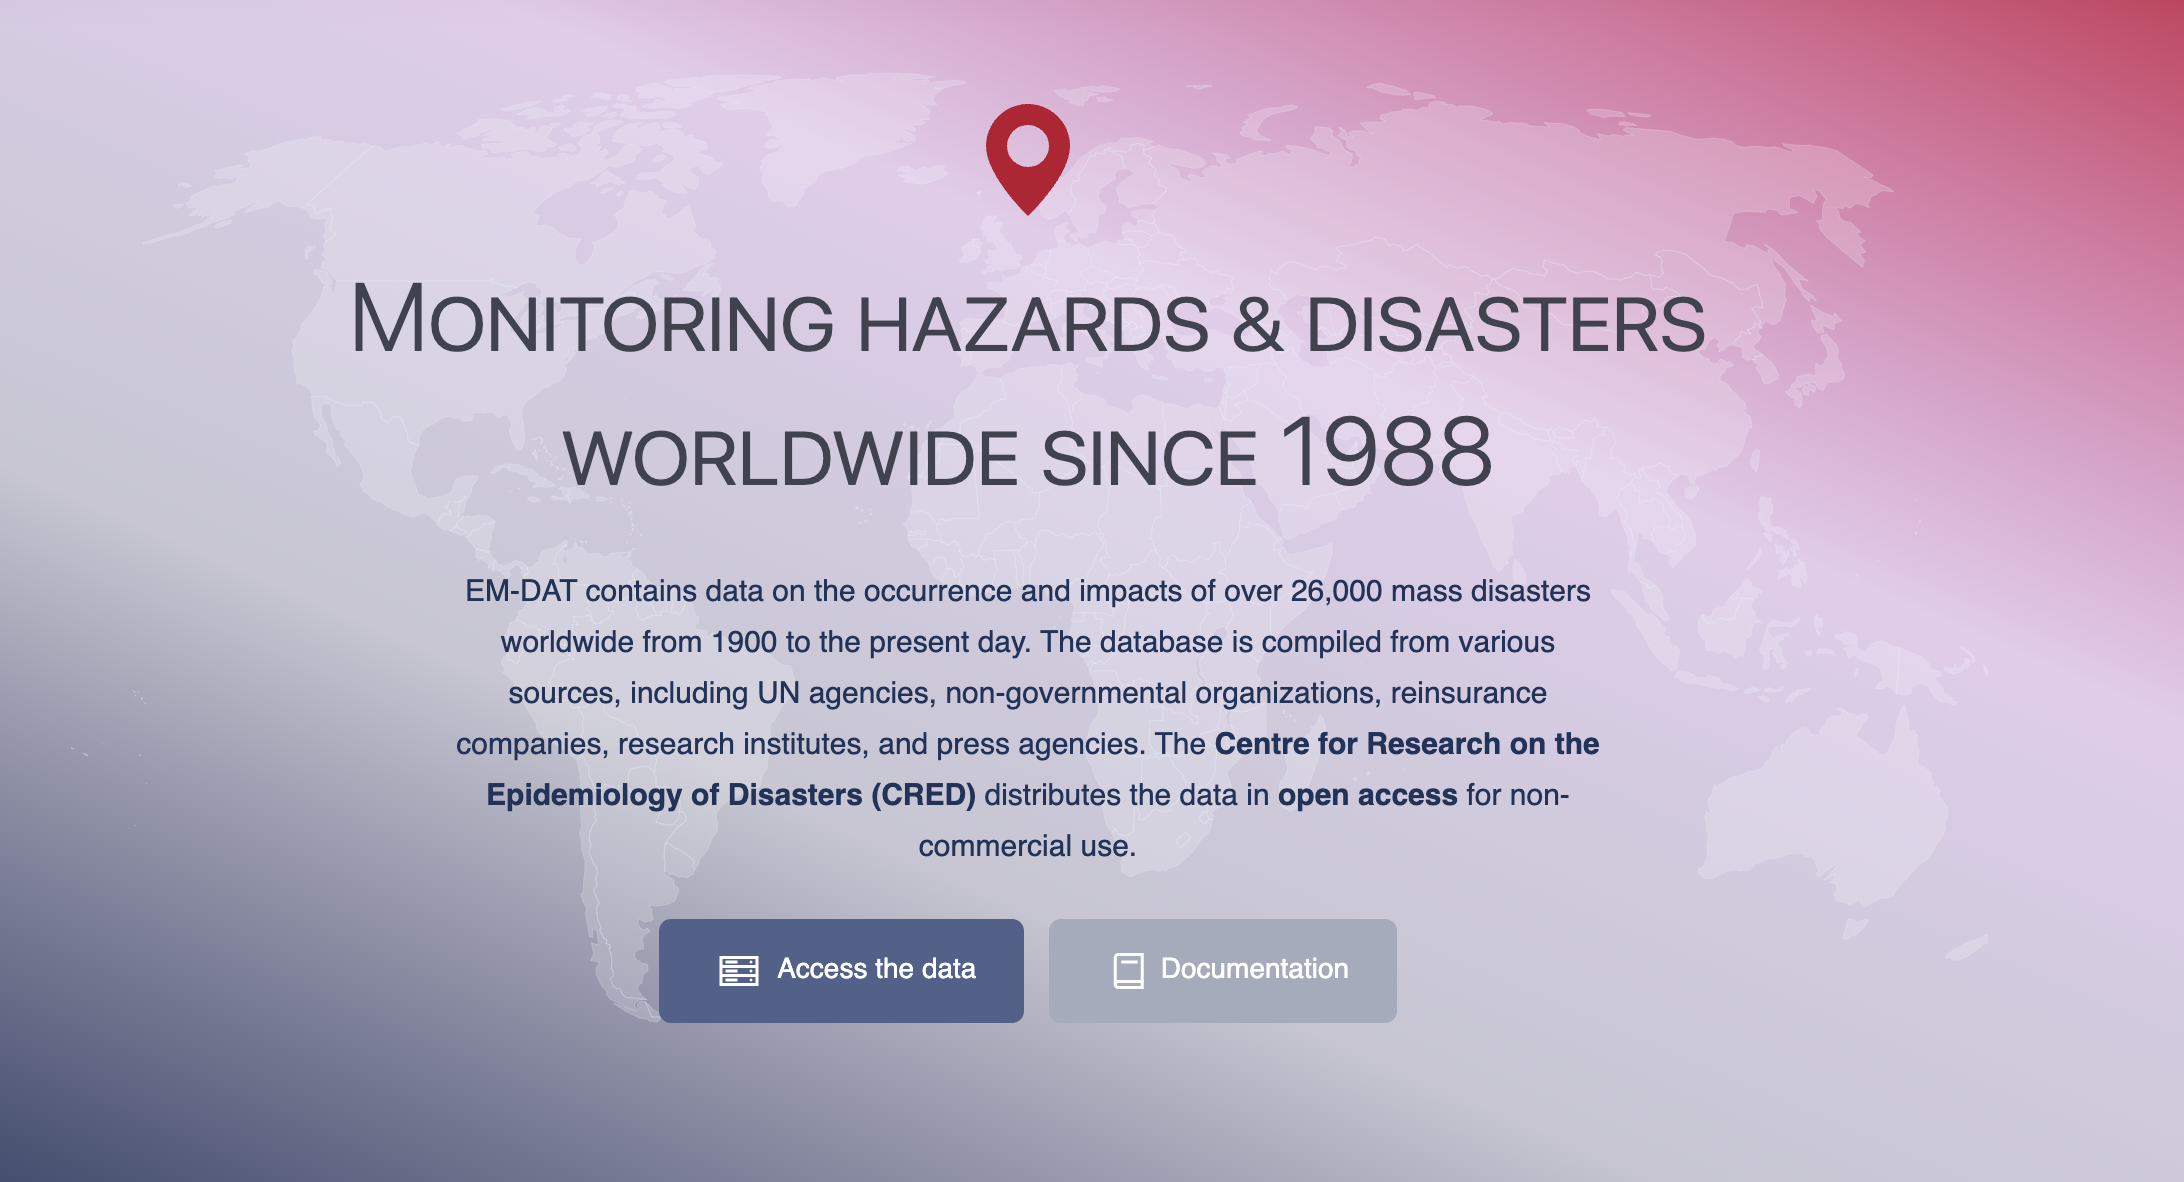 Monitoring hazards & disasters
worldwide since 1988
EM-DAT contains data on the occurrence and impacts of over 26,000 mass disasters
worldwide from 1900 to the present day. The database is compiled from various
sources, including UN agencies, non-governmental organizations, reinsurance
companies, research institutes, and press agencies. The Centre for Research on the
Epidemiology of Disasters (CRED) distributes the data in open access for non-
commercial use.
Access the data
Documentation